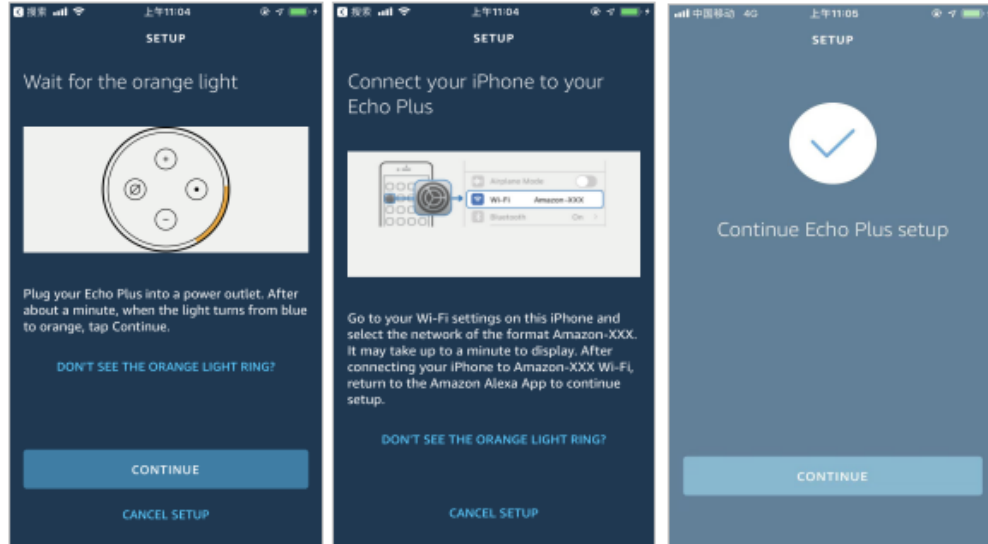 搜索 上午11:04
SETUP
Wait for the orange light
Plug your Echo Plus into a power outlet. After
about a minute, when the light turns from blue
to orange, tap Continue.
DON'T SEE THE ORANGE LIGHT RING?
CONTINUE
CANCEL SETUP
搜索 上午11:04
SETUP
Connect your iPhone to your
Echo Plus
Airplane Mode
Wi-Fi Amazon-XXX
Bluetooth On
Go to your Wi-Fi settings on this iPhone and
select the network of the format Amazon-XXX.
It may take up to a minute to display. After
connecting your iPhone to Amazon-XXX Wi-Fi,
return to the Amazon Alexa App to continue
setup.
DON'T SEE THE ORANGE LIGHT RING?
CANCEL SETUP
中国移动 4G 上午11:05
SETUP
Continue Echo Plus setup
CONTINUE